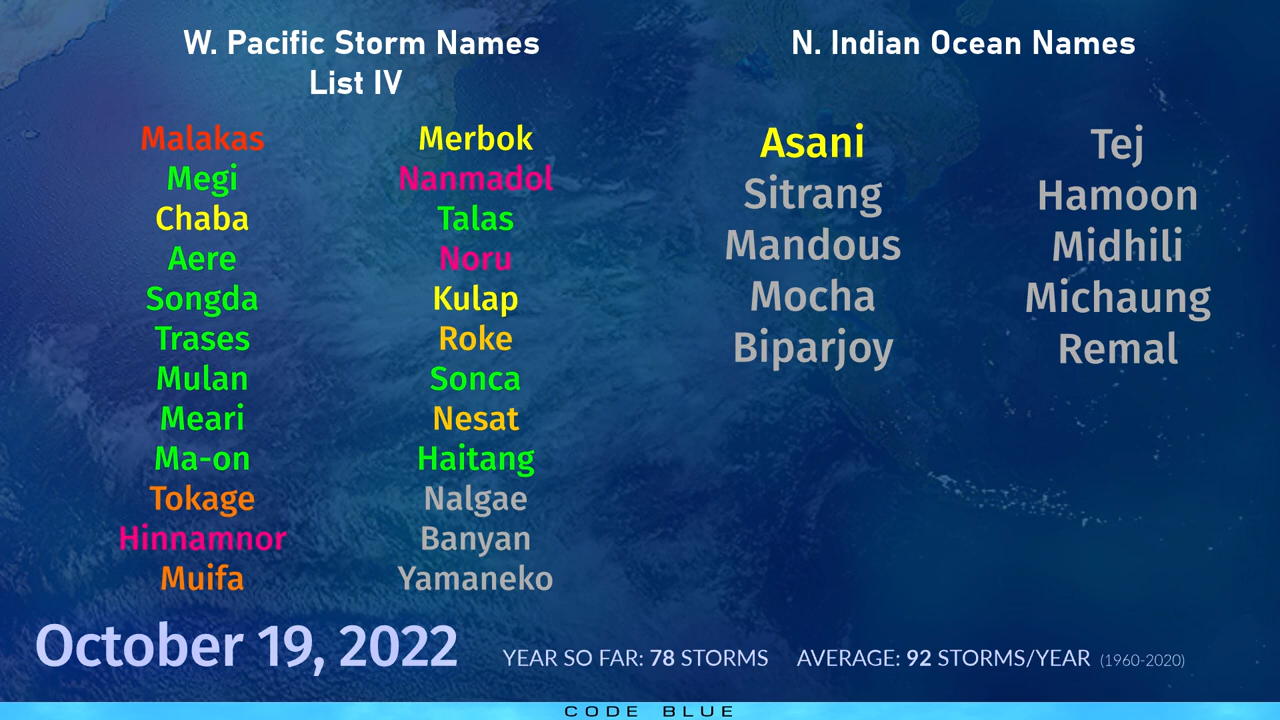 W. Pacific Storm Names
List IV
Malakas
Megi
Chaba
Aere
Songda
Trases
Mulan
Meari
Ma-on
Tokage
Hinnamnor
Muifa
Merbok
Nanmadol
Talas
Noru
Kulap
Roke
Sonca
Nesat
Haitang
Nalgae
Banyan
Yamaneko
N. Indian Ocean Names
Asani
Sitrang
Mandous
Mocha
Biparjoy
Tej
Hamoon
Midhili
Michaung
Remal
October 19, 2022
YEAR SO FAR: 78 STORMS
AVERAGE: 92 STORMS/YEAR (1960-2020)
CODE BLUE